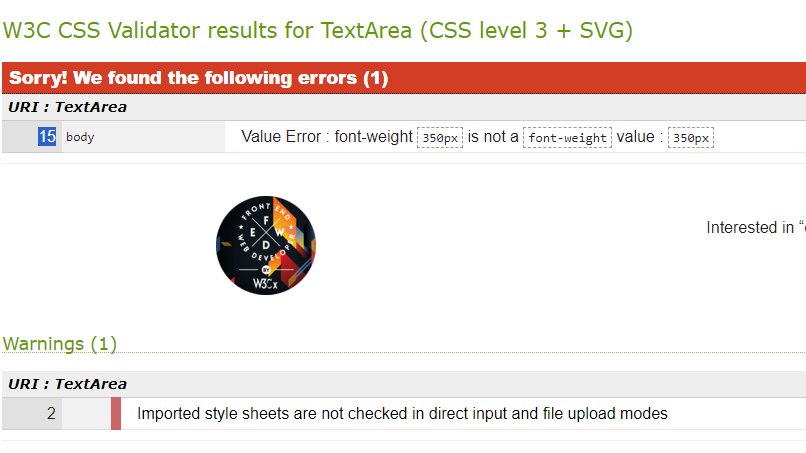 W3C CSS Validator results for TextArea (CSS level 3 + SVG)
Sorry! We found the following errors (1)
URI : TextArea
15 body Value Error : font-weight 350px is not a font-weight value : 350px
FRONT END
WEB DEVELOPER
F
E W
D
W3Cx
Interested in
Warnings (1)
URI : TextArea
2 Imported style sheets are not checked in direct input and file upload modes